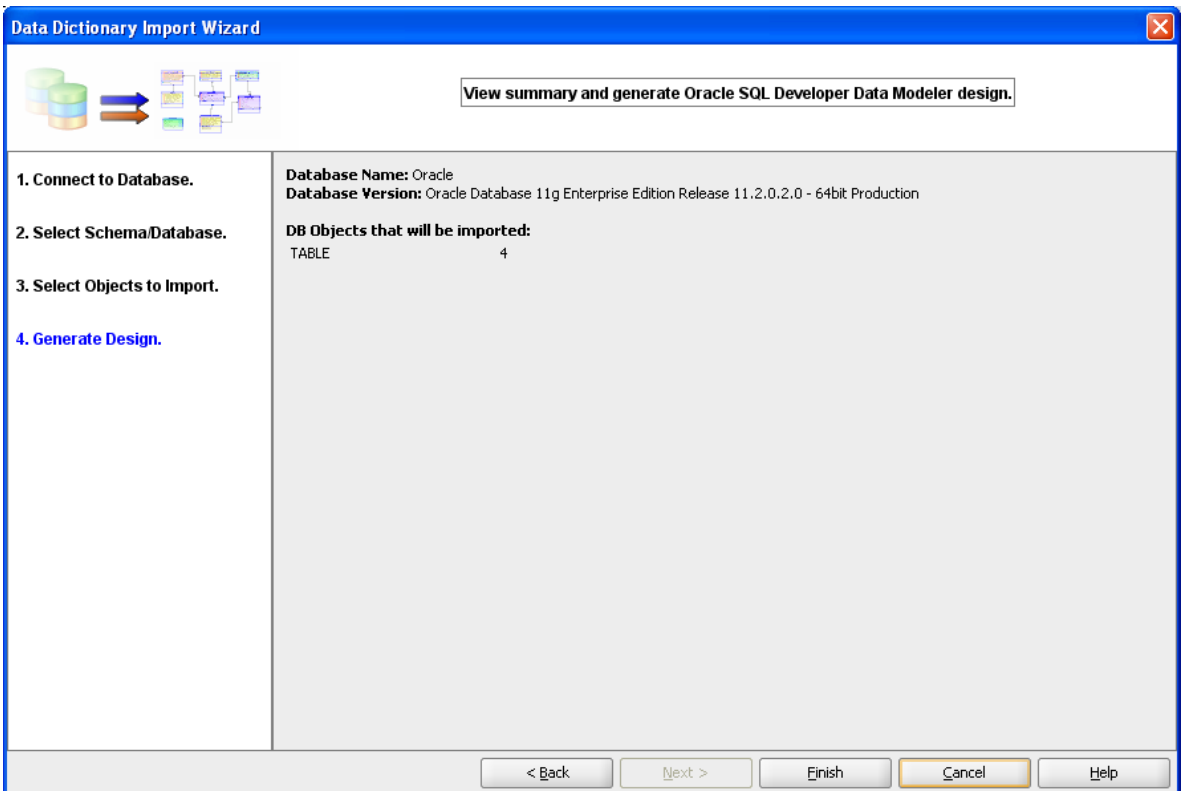 Data Dictionary Import Wizard
View summary and generate Oracle SQL Developer Data Modeler design.
1. Connect to Database.
2. Select Schema/Database.
3. Select Objects to Import.
4. Generate Design.
Database Name: Oracle
Database Version: Oracle Database 11g Enterprise Edition Release 11.2.0.2.0 - 64bit Production
DB Objects that will be imported:
TABLE 4
< Back Next > Finish Cancel Help